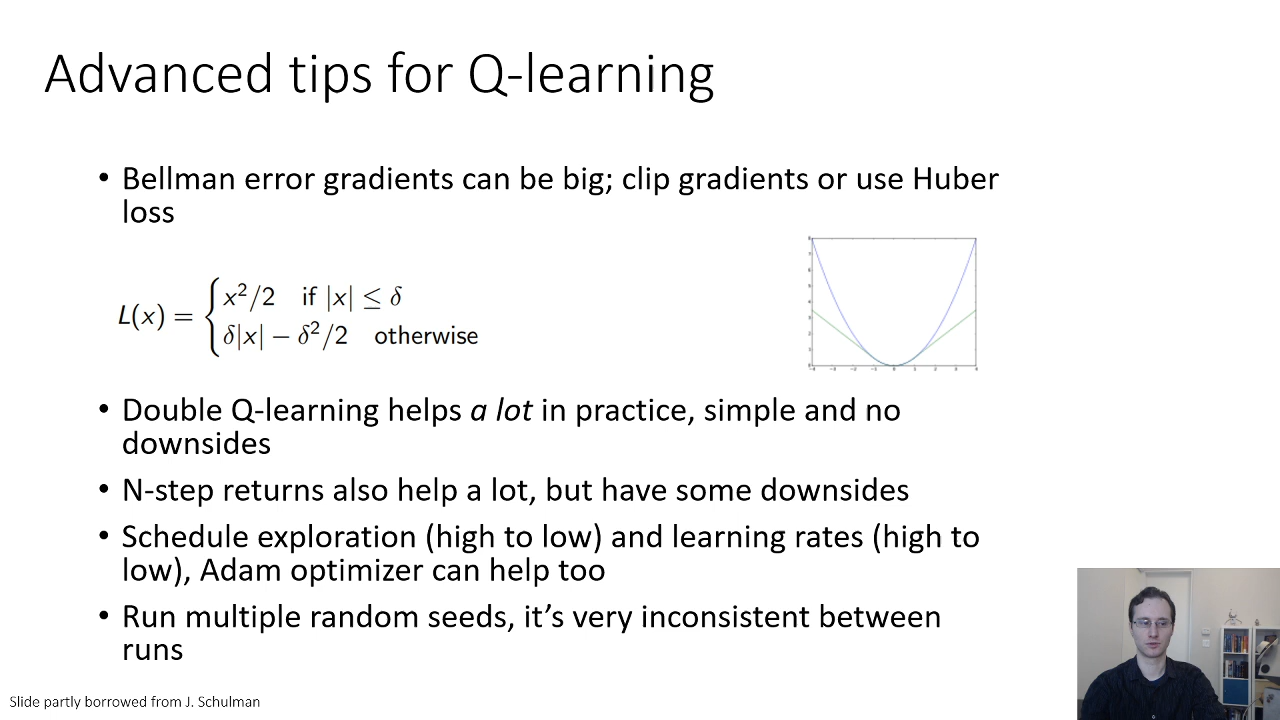 Advanced tips for Q-learning
• Bellman error gradients can be big; clip gradients or use Huber
loss
L(x) = { x²/2 if |x| ≤ δ
δ|x| − δ²/2 otherwise
• Double Q-learning helps a lot in practice, simple and no
downsides
• N-step returns also help a lot, but have some downsides
• Schedule exploration (high to low) and learning rates (high to
low), Adam optimizer can help too
• Run multiple random seeds, it’s very inconsistent between
runs
Slide partly borrowed from J. Schulman